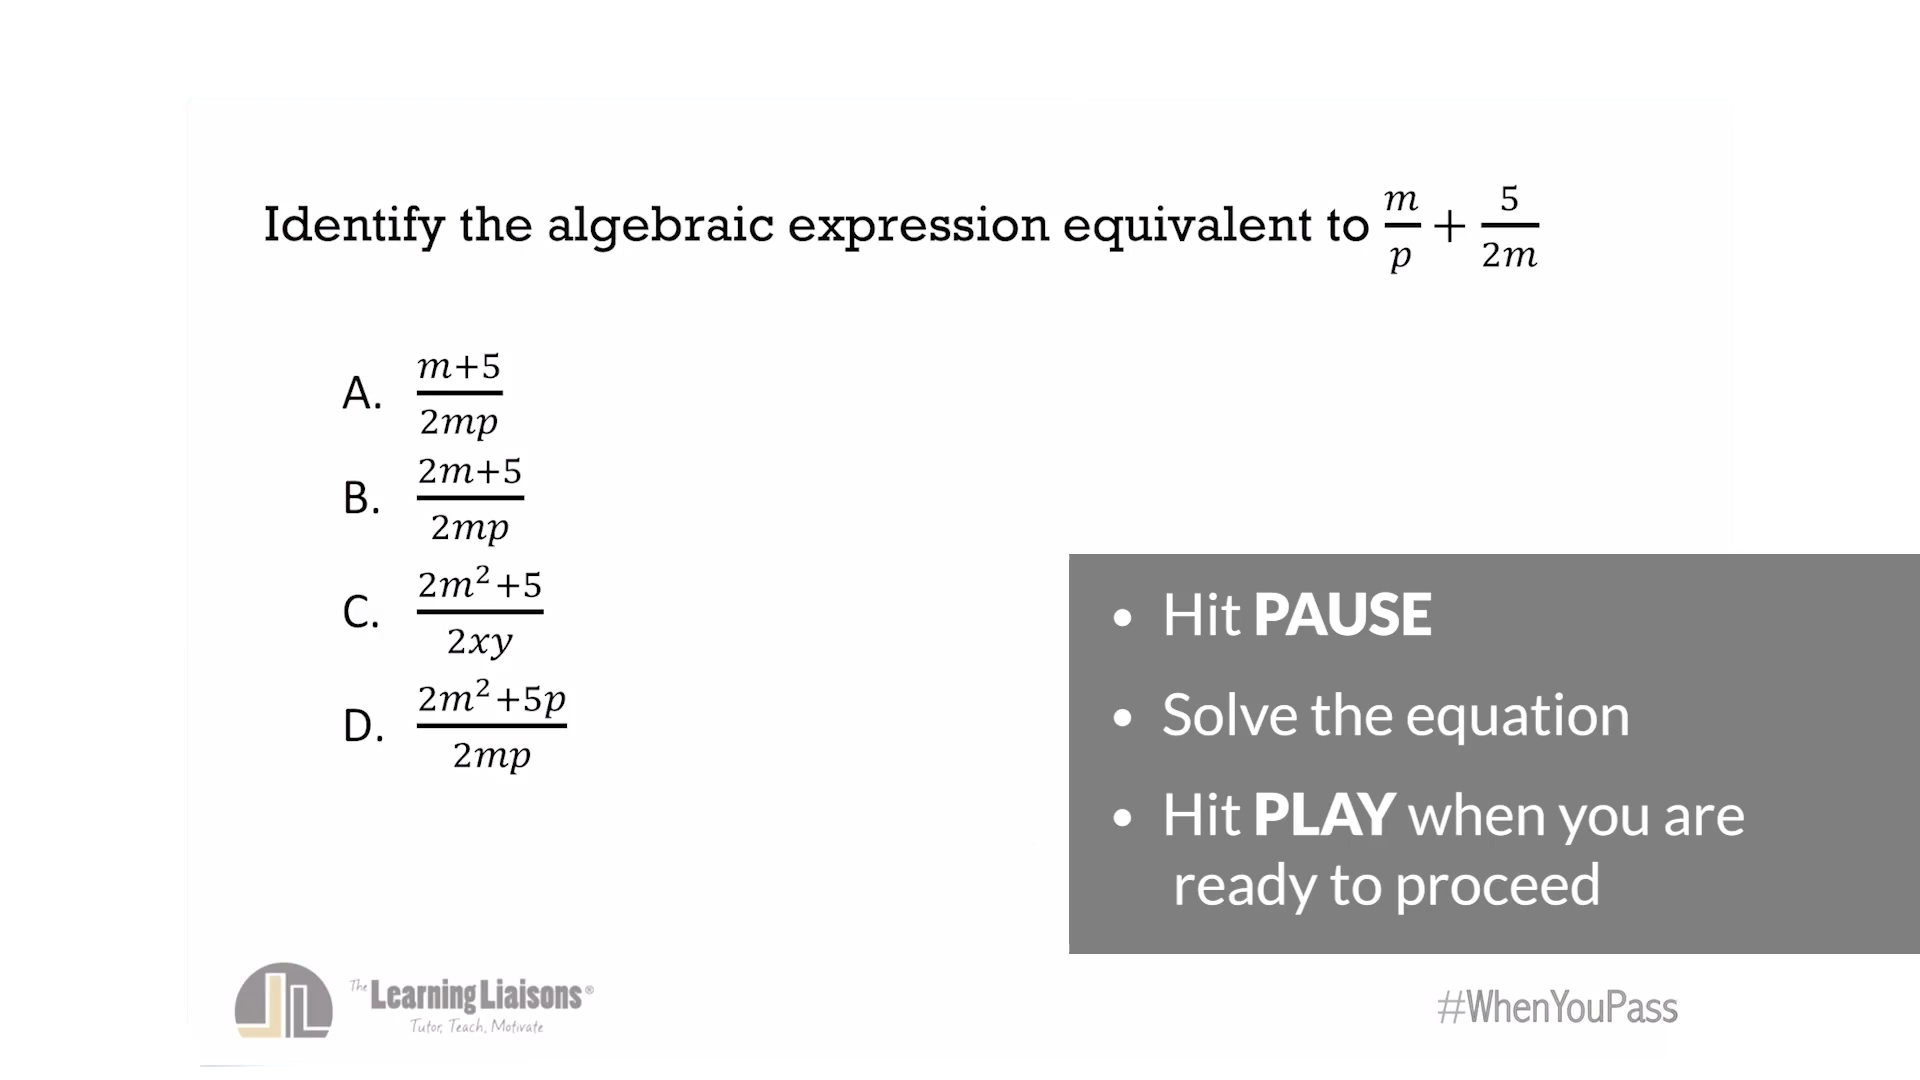 Identify the algebraic expression equivalent to m/p + 5/2m
A. m+5/2mp
B. 2m+5/2mp
C. 2m²+5/2xy
D. 2m²+5p/2mp
• Hit PAUSE
• Solve the equation
• Hit PLAY when you are
ready to proceed
The Learning Liaisons®
Tutor, Teach, Motivate
#WhenYouPass